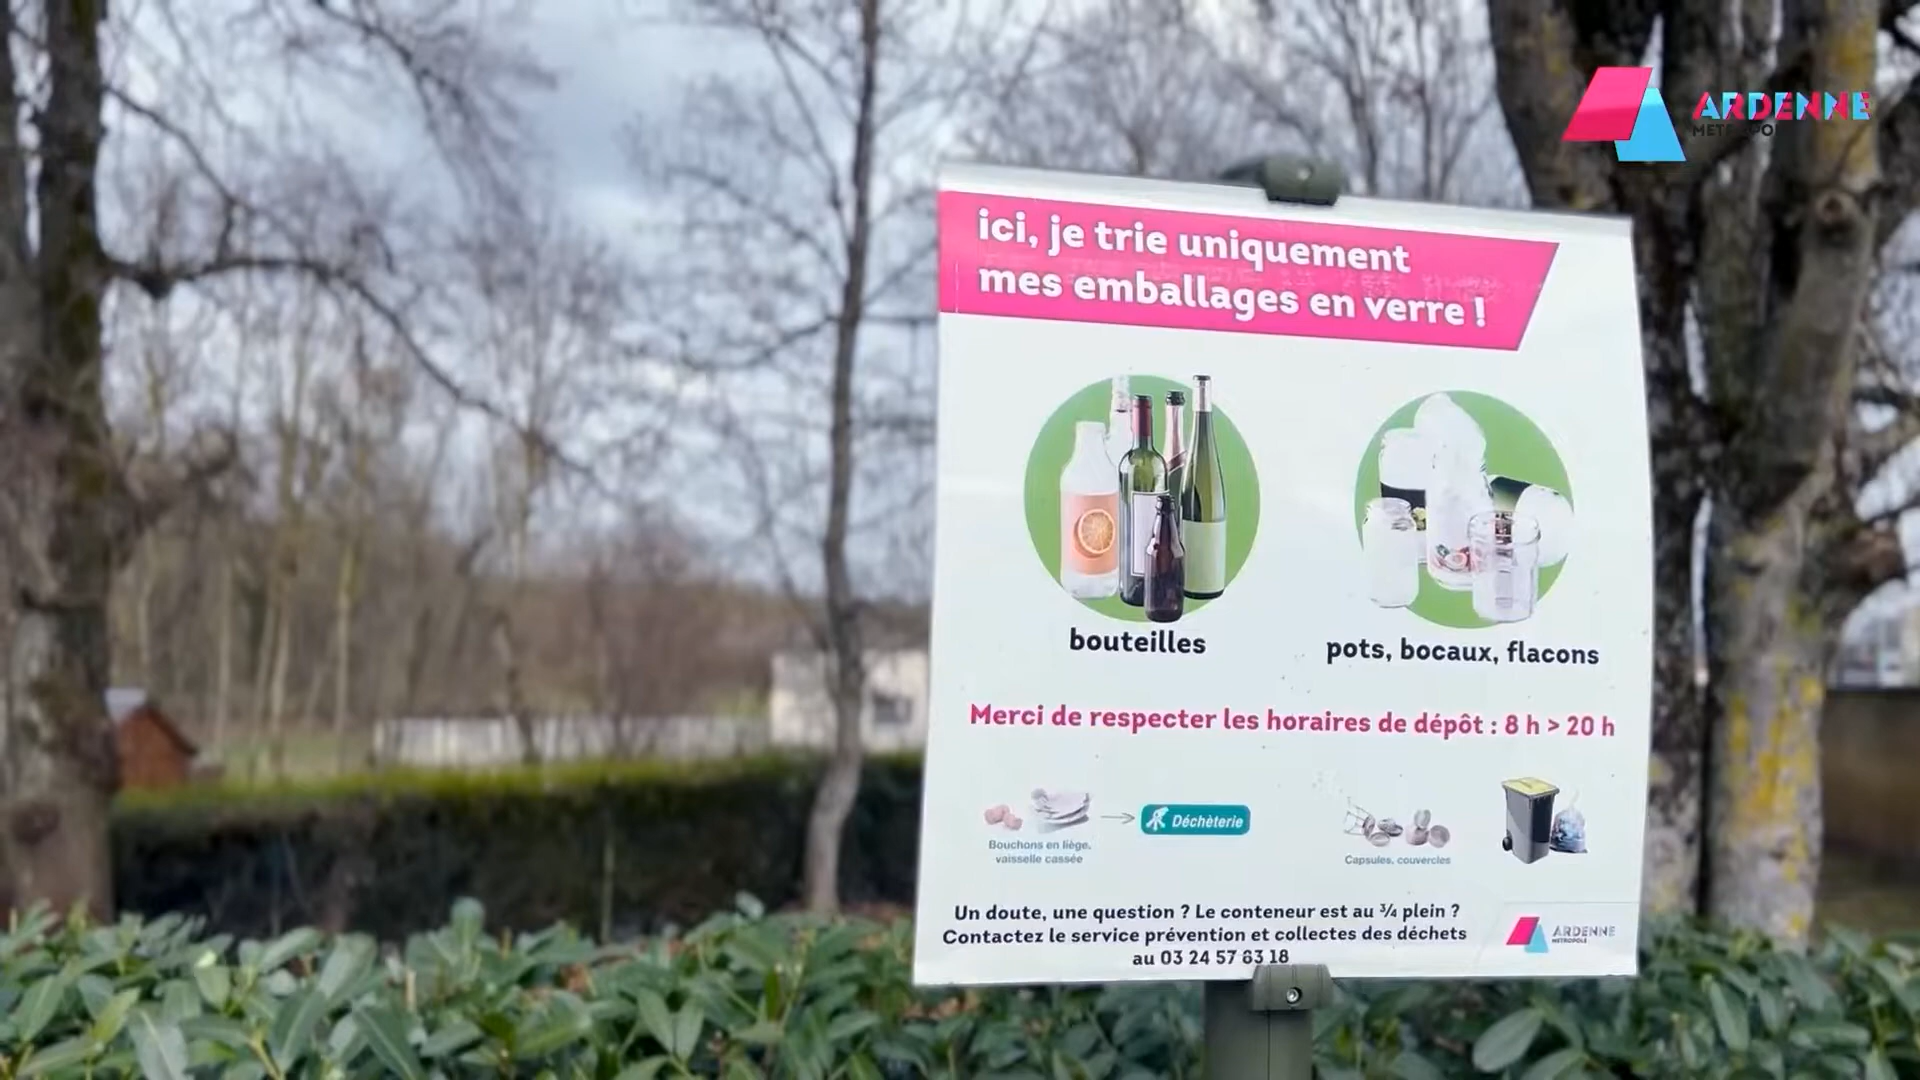 ARDENNE
METROPOLE
ici, je trie uniquement
mes emballages en verre !
bouteilles
pots, bocaux, flacons
Merci de respecter les horaires de dépôt : 8 h > 20 h
Bouchons en liège,
vaisselle cassée
Déchèterie
Capsules, couvercles
Un doute, une question ? Le conteneur est au ¾ plein ?
Contactez le service prévention et collectes des déchets
au 03 24 57 83 18
ARDENNE
METROPOLE